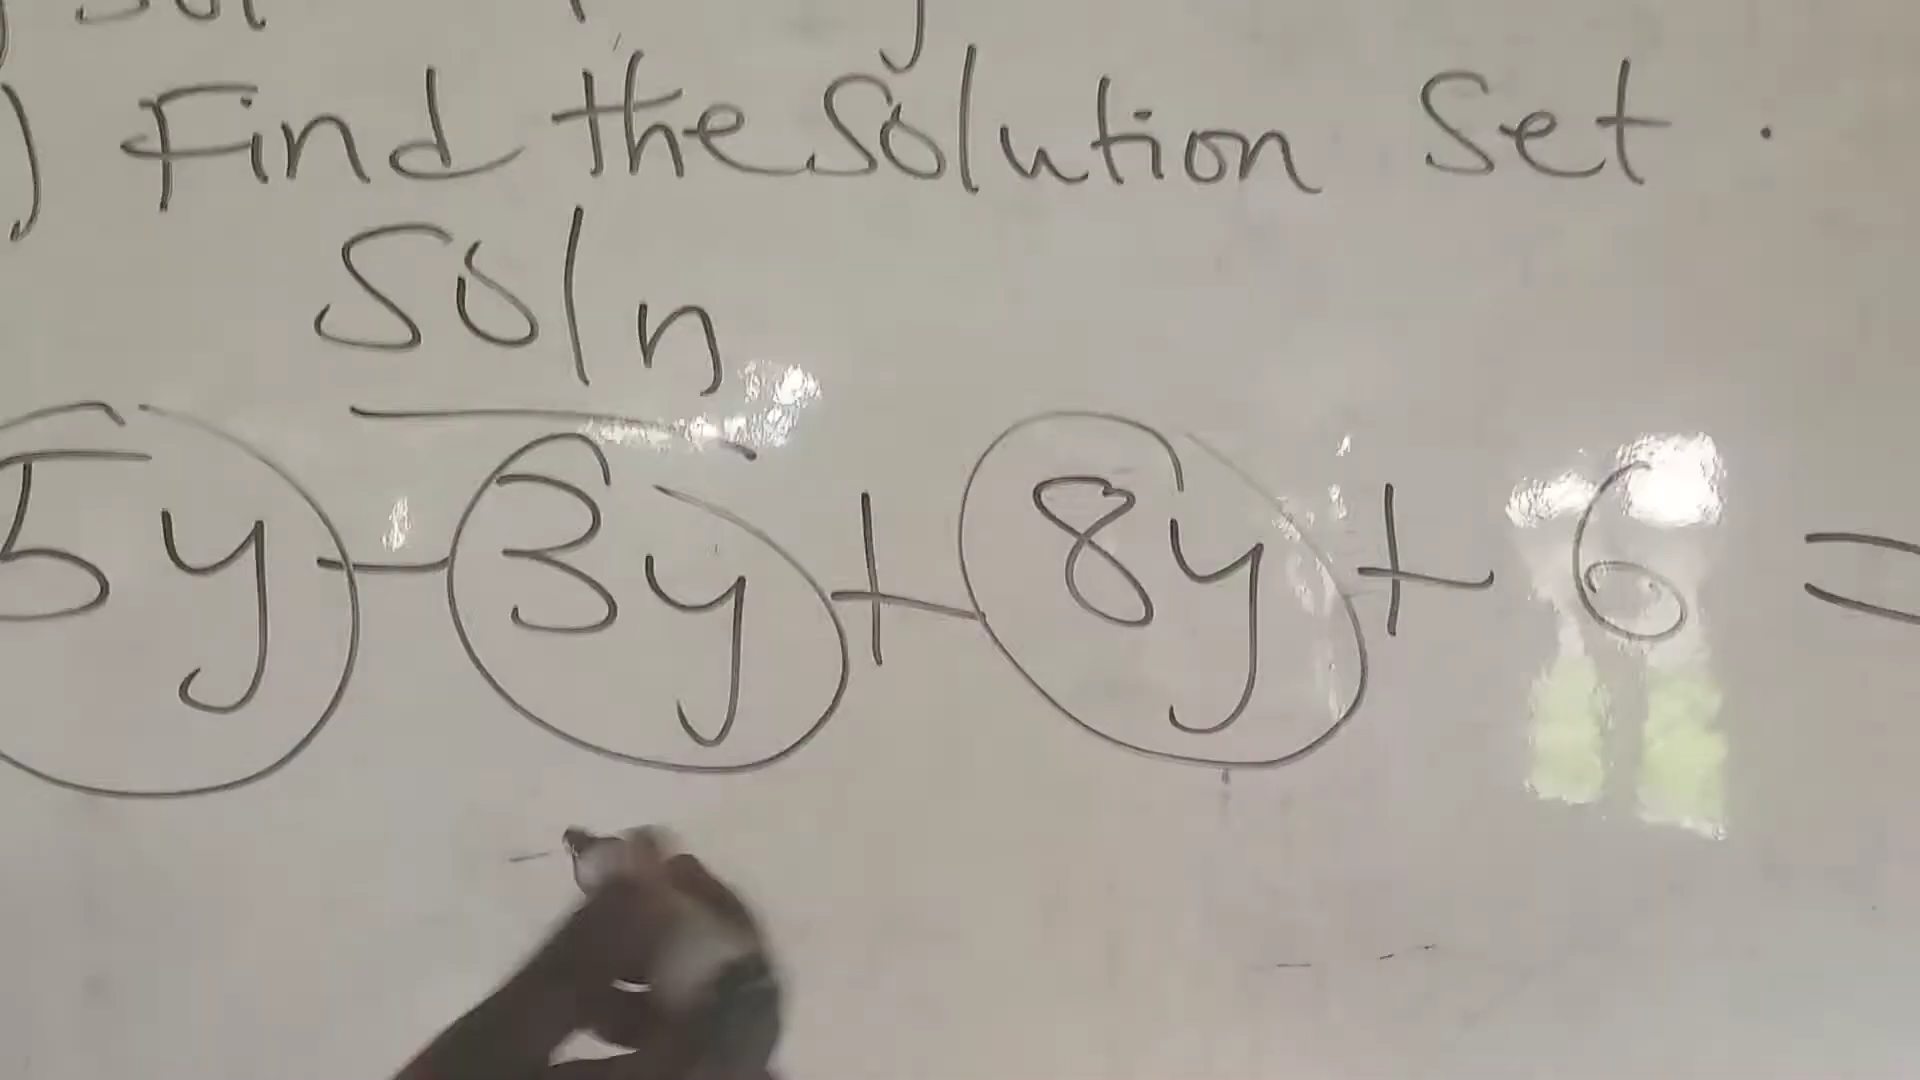 ) Find the solution set.
soln
5y - 3y + 8y + 6 =